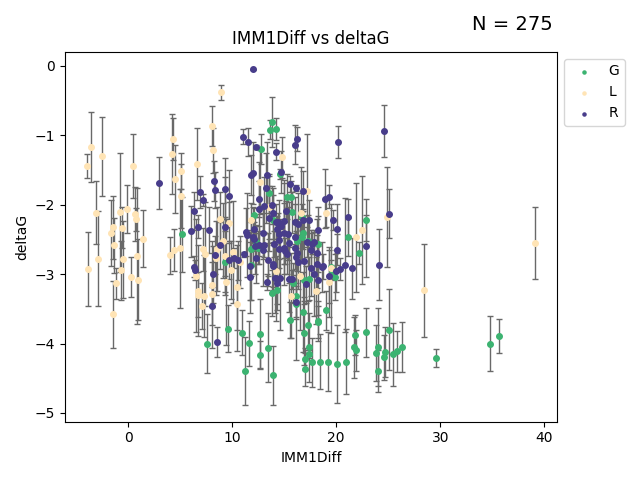 N = 275
IMM1Diff vs deltaG
G
L
R
0
−1
−2
−3
−4
−5
deltaG
0
10
20
30
40
IMM1Diff